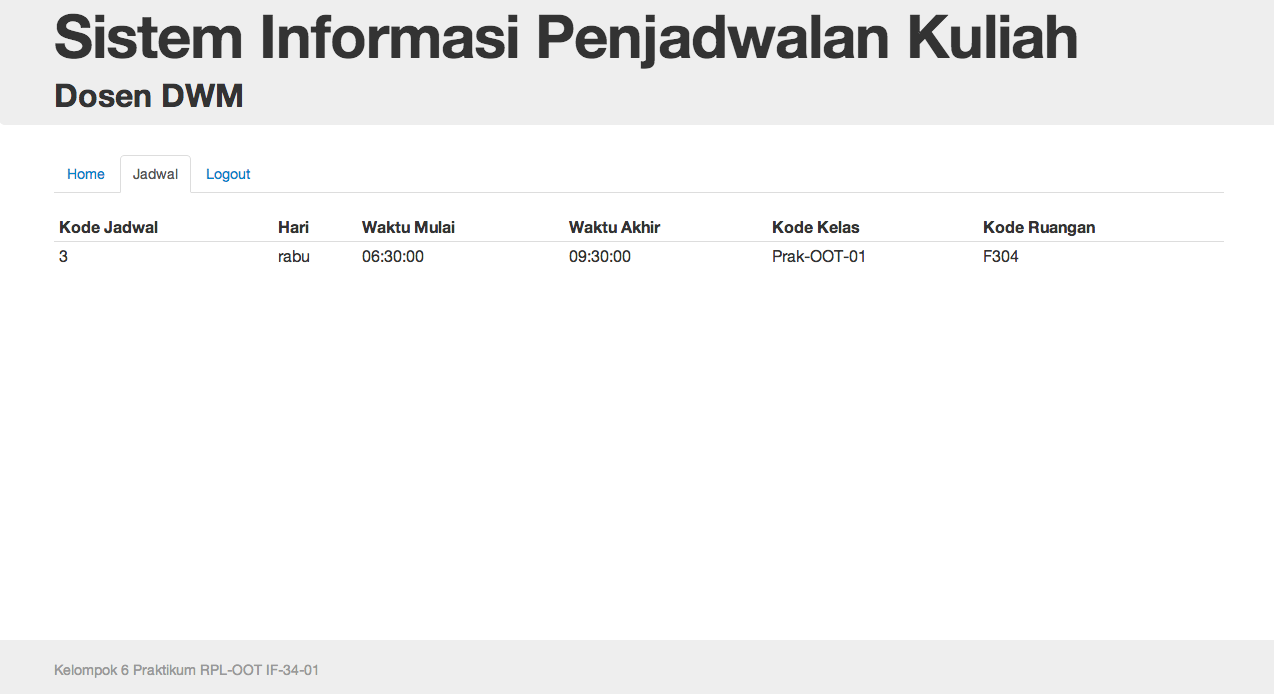 Sistem Informasi Penjadwalan Kuliah
Dosen DWM
Home Jadwal Logout
Kode Jadwal Hari Waktu Mulai Waktu Akhir Kode Kelas Kode Ruangan
3 rabu 06:30:00 09:30:00 Prak-OOT-01 F304
Kelompok 6 Praktikum RPL-OOT IF-34-01